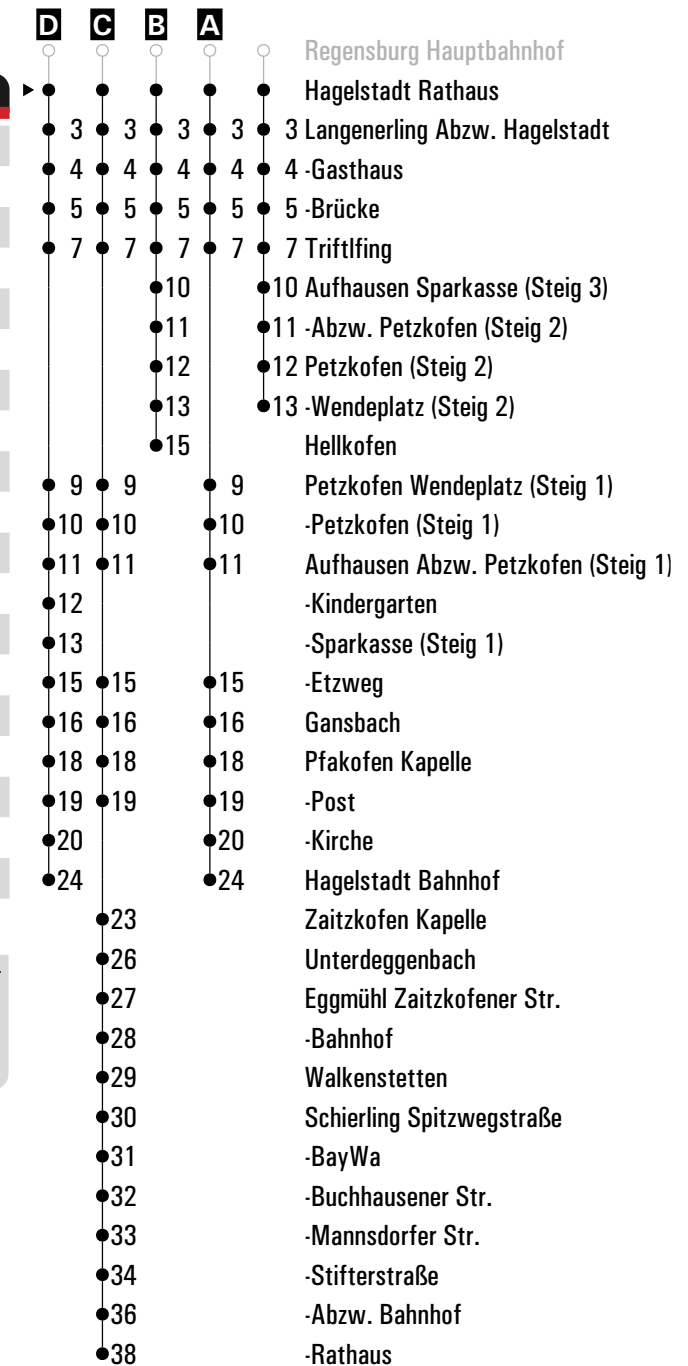 D C B A
Regensburg Hauptbahnhof
Hagelstadt Rathaus
3 3 3 3 3 Langenerling Abzw. Hagelstadt
4 4 4 4 4 -Gasthaus
5 5 5 5 5 -Brücke
7 7 7 7 7 Triftlfing
10 10 Aufhausen Sparkasse (Steig 3)
11 11 -Abzw. Petzkofen (Steig 2)
12 12 Petzkofen (Steig 2)
13 13 -Wendeplatz (Steig 2)
15 Hellkofen
9 9 9 Petzkofen Wendeplatz (Steig 1)
10 10 10 -Petzkofen (Steig 1)
11 11 11 Aufhausen Abzw. Petzkofen (Steig 1)
12 -Kindergarten
13 -Sparkasse (Steig 1)
15 15 15 -Etzweg
16 16 16 Gansbach
18 18 18 Pfakofen Kapelle
19 19 19 -Post
20 20 -Kirche
24 24 Hagelstadt Bahnhof
23 Zaitzkofen Kapelle
26 Unterdeggenbach
27 Eggmühl Zaitzkofener Str.
28 -Bahnhof
29 Walkenstetten
30 Schierling Spitzwegstraße
31 -BayWa
32 -Buchhausener Str.
33 -Mannsdorfer Str.
34 -Stifterstraße
36 -Abzw. Bahnhof
38 -Rathaus